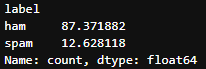 label
ham     87.371882
spam    12.628118
Name: count, dtype: float64